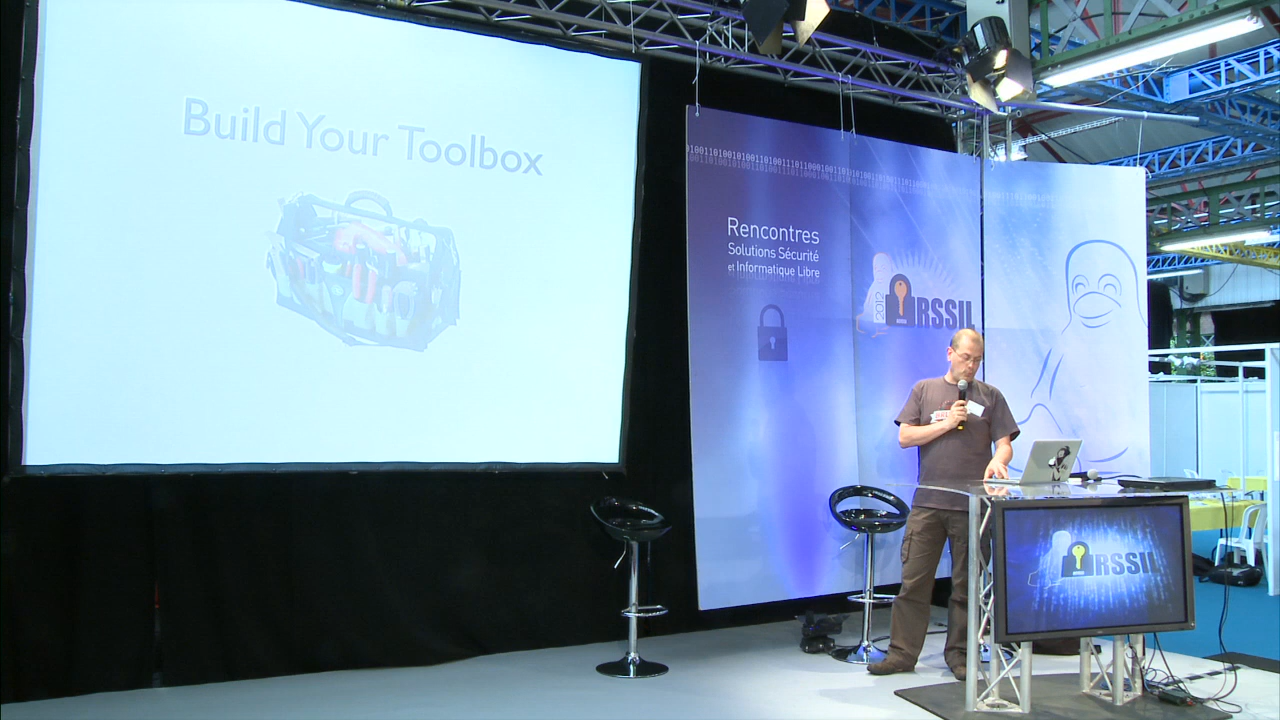 Build Your Toolbox
Rencontres
Solutions Sécurité
et Informatique Libre
2012
RSSIL
RSSIL